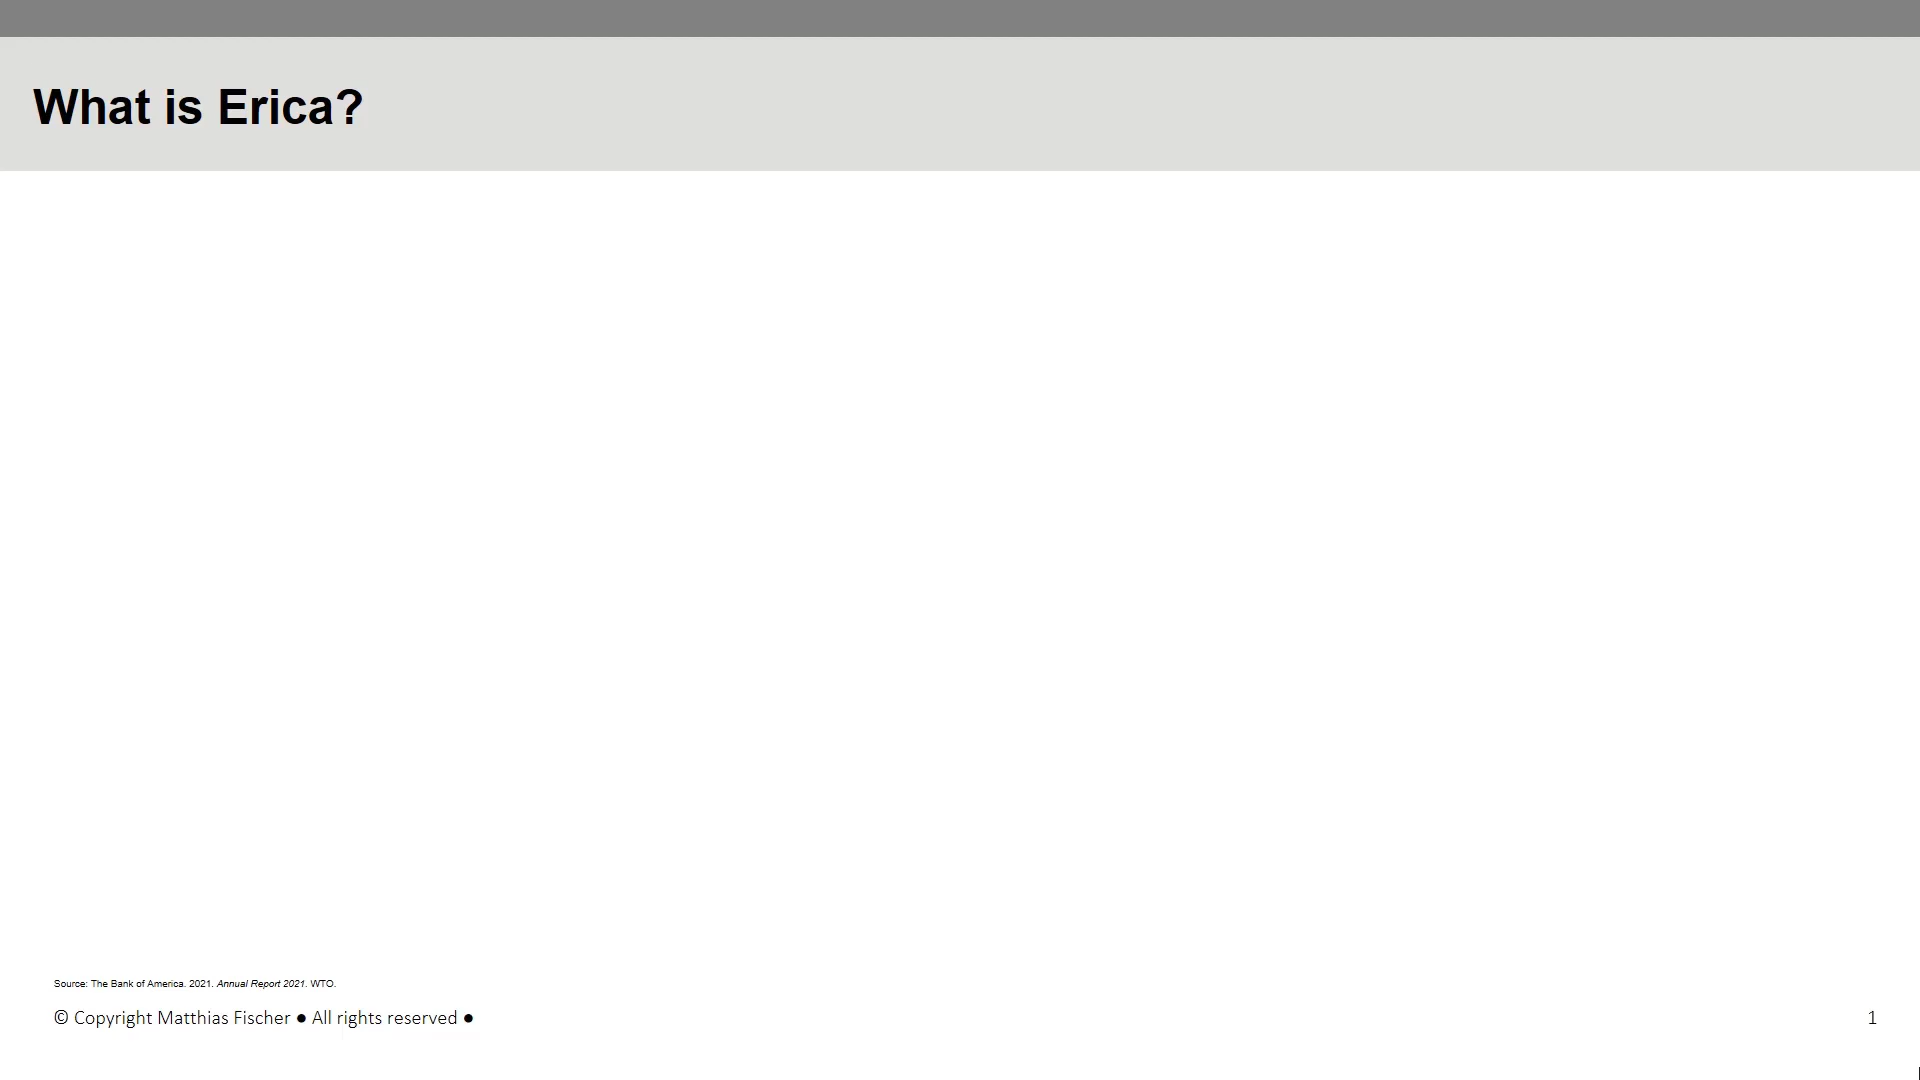 What is Erica?
Source: The Bank of America. 2021. Annual Report 2021. WTO.
© Copyright Matthias Fischer ● All rights reserved ●
1